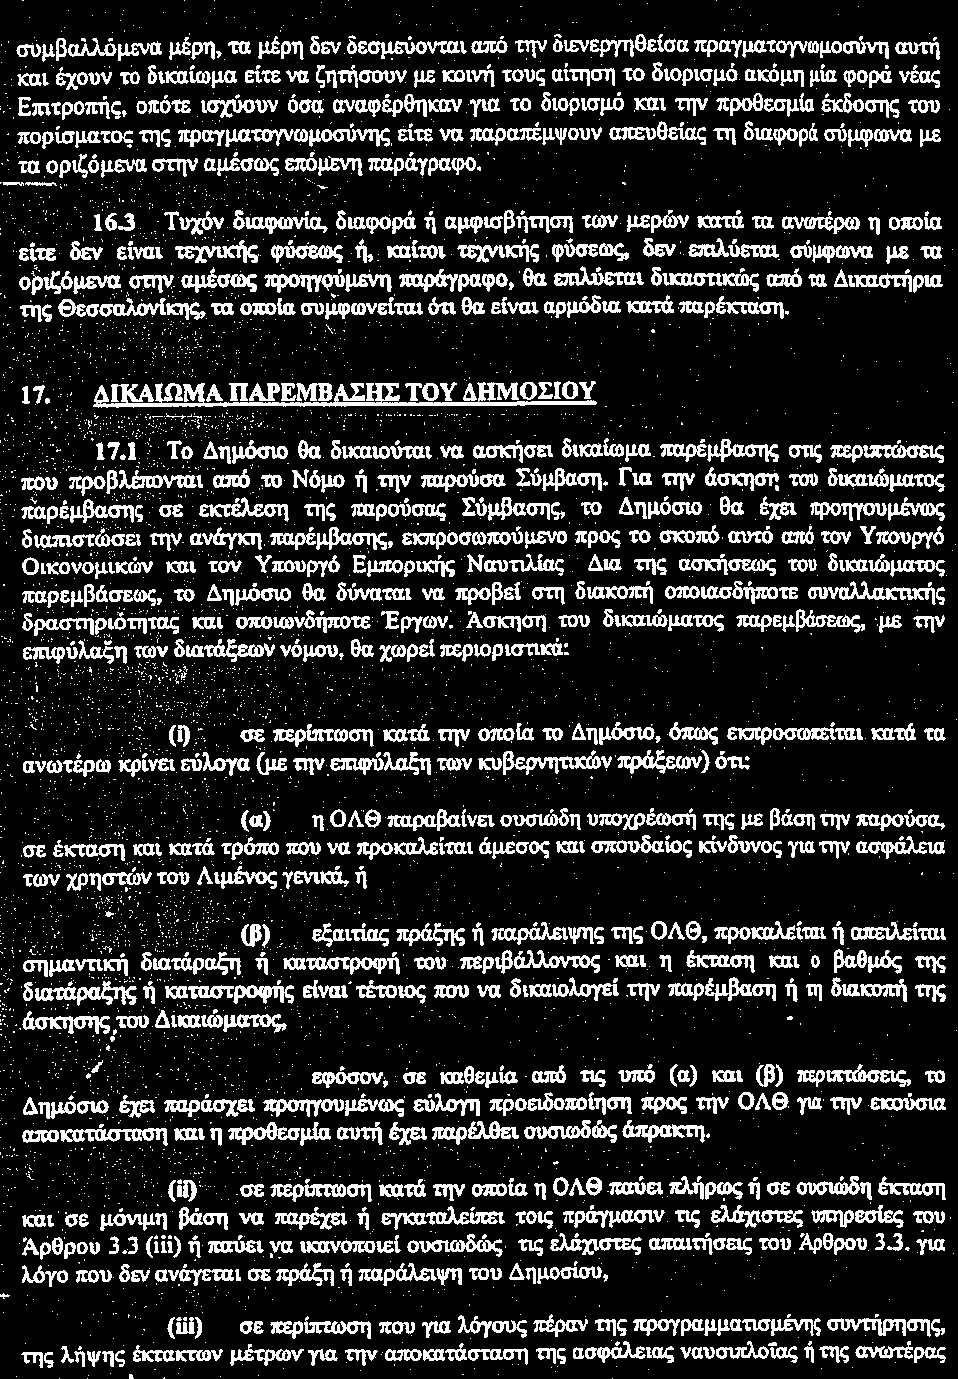 συμβαλλόμενα μέρη, τα μέρη δεν δεσμεύονται από την διενεργηθείσα πραγματογνωμοσύνη αυτή
και έχουν το δικαίωμα είτε να ζητήσουν με κοινή τους αίτηση το διορισμό ακόμη μία φορά νέας
Επιτροπής, οπότε ισχύουν όσα αναφέρθηκαν για το διορισμό και την προθεσμία έκδοσης του
πορίσματος της πραγματογνωμοσύνης είτε να παραπέμψουν απευθείας τη διαφορά σύμφωνα με
τα οριζόμενα στην αμέσως επόμενη παράγραφο.
16.3 Τυχόν διαφωνία, διαφορά ή αμφισβήτηση των μερών κατά τα ανωτέρω η οποία
είτε δεν είναι τεχνικής φύσεως ή, καίτοι τεχνικής φύσεως, δεν επιλύεται σύμφωνα με τα
οριζόμενα στην αμέσως προηγούμενη παράγραφο, θα επιλύεται δικαστικώς από τα Δικαστήρια
της Θεσσαλονίκης, τα οποία συμφωνείται ότι θα είναι αρμόδια κατά παρέκταση.
17. ΔΙΚΑΙΩΜΑ ΠΑΡΕΜΒΑΣΗΣ ΤΟΥ ΔΗΜΟΣΙΟΥ
17.1 Το Δημόσιο θα δικαιούται να ασκήσει δικαίωμα παρέμβασης στις περιπτώσεις
που προβλέπονται από το Νόμο ή την παρούσα Σύμβαση. Για την άσκηση του δικαιώματος
παρέμβασης σε εκτέλεση της παρούσας Σύμβασης, το Δημόσιο θα έχει προηγουμένως
διαπιστώσει την ανάγκη παρέμβασης, εκπροσωπούμενο προς το σκοπό αυτό από τον Υπουργό
Οικονομικών και τον Υπουργό Εμπορικής Ναυτιλίας Δια της ασκήσεως του δικαιώματος
παρεμβάσεως, το Δημόσιο θα δύναται να προβεί στη διακοπή οποιασδήποτε συναλλακτικής
δραστηριότητας και οποιωνδήποτε Έργων. Άσκηση του δικαιώματος παρεμβάσεως, με την
επιφύλαξη των διατάξεων νόμου, θα χωρεί περιοριστικά:
(i) σε περίπτωση κατά την οποία το Δημόσιο, όπως εκπροσωπείται κατά τα
ανωτέρω κρίνει εύλογα (με την επιφύλαξη των κυβερνητικών πράξεων) ότι:
(α) η ΟΛΘ παραβαίνει ουσιώδη υποχρέωσή της με βάση την παρούσα,
σε έκταση και κατά τρόπο που να προκαλείται άμεσος και σπουδαίος κίνδυνος για την ασφάλεια
των χρηστών του Λιμένος γενικά, ή
(β) εξαιτίας πράξης ή παράλειψης της ΟΛΘ, προκαλείται ή απειλείται
σημαντική διατάραξη ή καταστροφή του περιβάλλοντος και η έκταση και ο βαθμός της
διατάραξης ή καταστροφής είναι τέτοιος που να δικαιολογεί την παρέμβαση ή τη διακοπή της
άσκησης του Δικαιώματος,
εφόσον, σε καθεμία από τις υπό (α) και (β) περιπτώσεις, το
Δημόσιο έχει παράσχει προηγουμένως εύλογη προειδοποίηση προς την ΟΛΘ για την εκούσια
αποκατάσταση και η προθεσμία αυτή έχει παρέλθει ουσιωδώς άπρακτη.
(ii) σε περίπτωση κατά την οποία η ΟΛΘ παύει πλήρως ή σε ουσιώδη έκταση
και σε μόνιμη βάση να παρέχει ή εγκαταλείπει τοις πράγμασιν τις ελάχιστες υπηρεσίες του
Άρθρου 3.3 (iii) ή παύει να ικανοποιεί ουσιωδώς τις ελάχιστες απαιτήσεις του Άρθρου 3.3. για
λόγο που δεν ανάγεται σε πράξη ή παράλειψη του Δημοσίου,
(iii) σε περίπτωση που για λόγους πέραν της προγραμματισμένης συντήρησης,
της λήψης έκτακτων μέτρων για την αποκατάσταση της ασφάλειας ναυσιπλοΐας ή της ανωτέρας